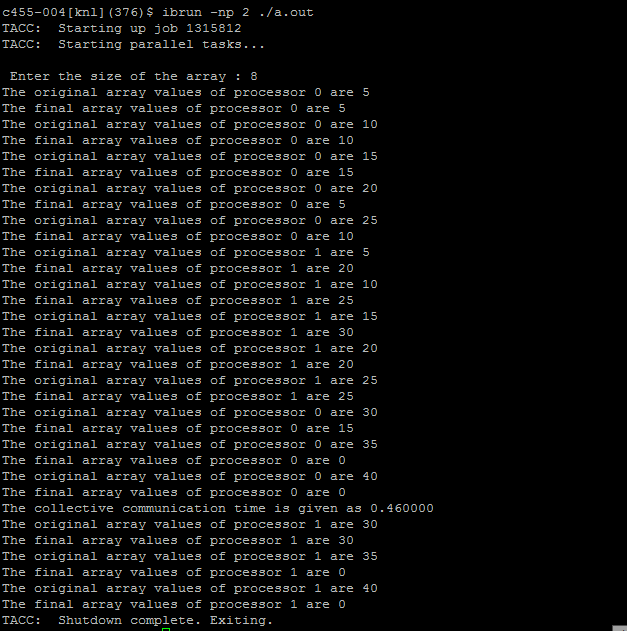 c455-004[knl](376)$ ibrun -np 2 ./a.out
TACC:  Starting up job 1315812
TACC:  Starting parallel tasks...
 Enter the size of the array : 8
The original array values of processor 0 are 5
The final array values of processor 0 are 5
The original array values of processor 0 are 10
The final array values of processor 0 are 10
The original array values of processor 0 are 15
The final array values of processor 0 are 15
The original array values of processor 0 are 20
The final array values of processor 0 are 5
The original array values of processor 0 are 25
The final array values of processor 0 are 10
The original array values of processor 1 are 5
The final array values of processor 1 are 20
The original array values of processor 1 are 10
The final array values of processor 1 are 25
The original array values of processor 1 are 15
The final array values of processor 1 are 30
The original array values of processor 1 are 20
The final array values of processor 1 are 20
The original array values of processor 1 are 25
The final array values of processor 1 are 25
The original array values of processor 0 are 30
The final array values of processor 0 are 15
The original array values of processor 0 are 35
The final array values of processor 0 are 0
The original array values of processor 0 are 40
The final array values of processor 0 are 0
The collective communication time is given as 0.460000
The original array values of processor 1 are 30
The final array values of processor 1 are 30
The original array values of processor 1 are 35
The final array values of processor 1 are 0
The original array values of processor 1 are 40
The final array values of processor 1 are 0
TACC:  Shutdown complete. Exiting.